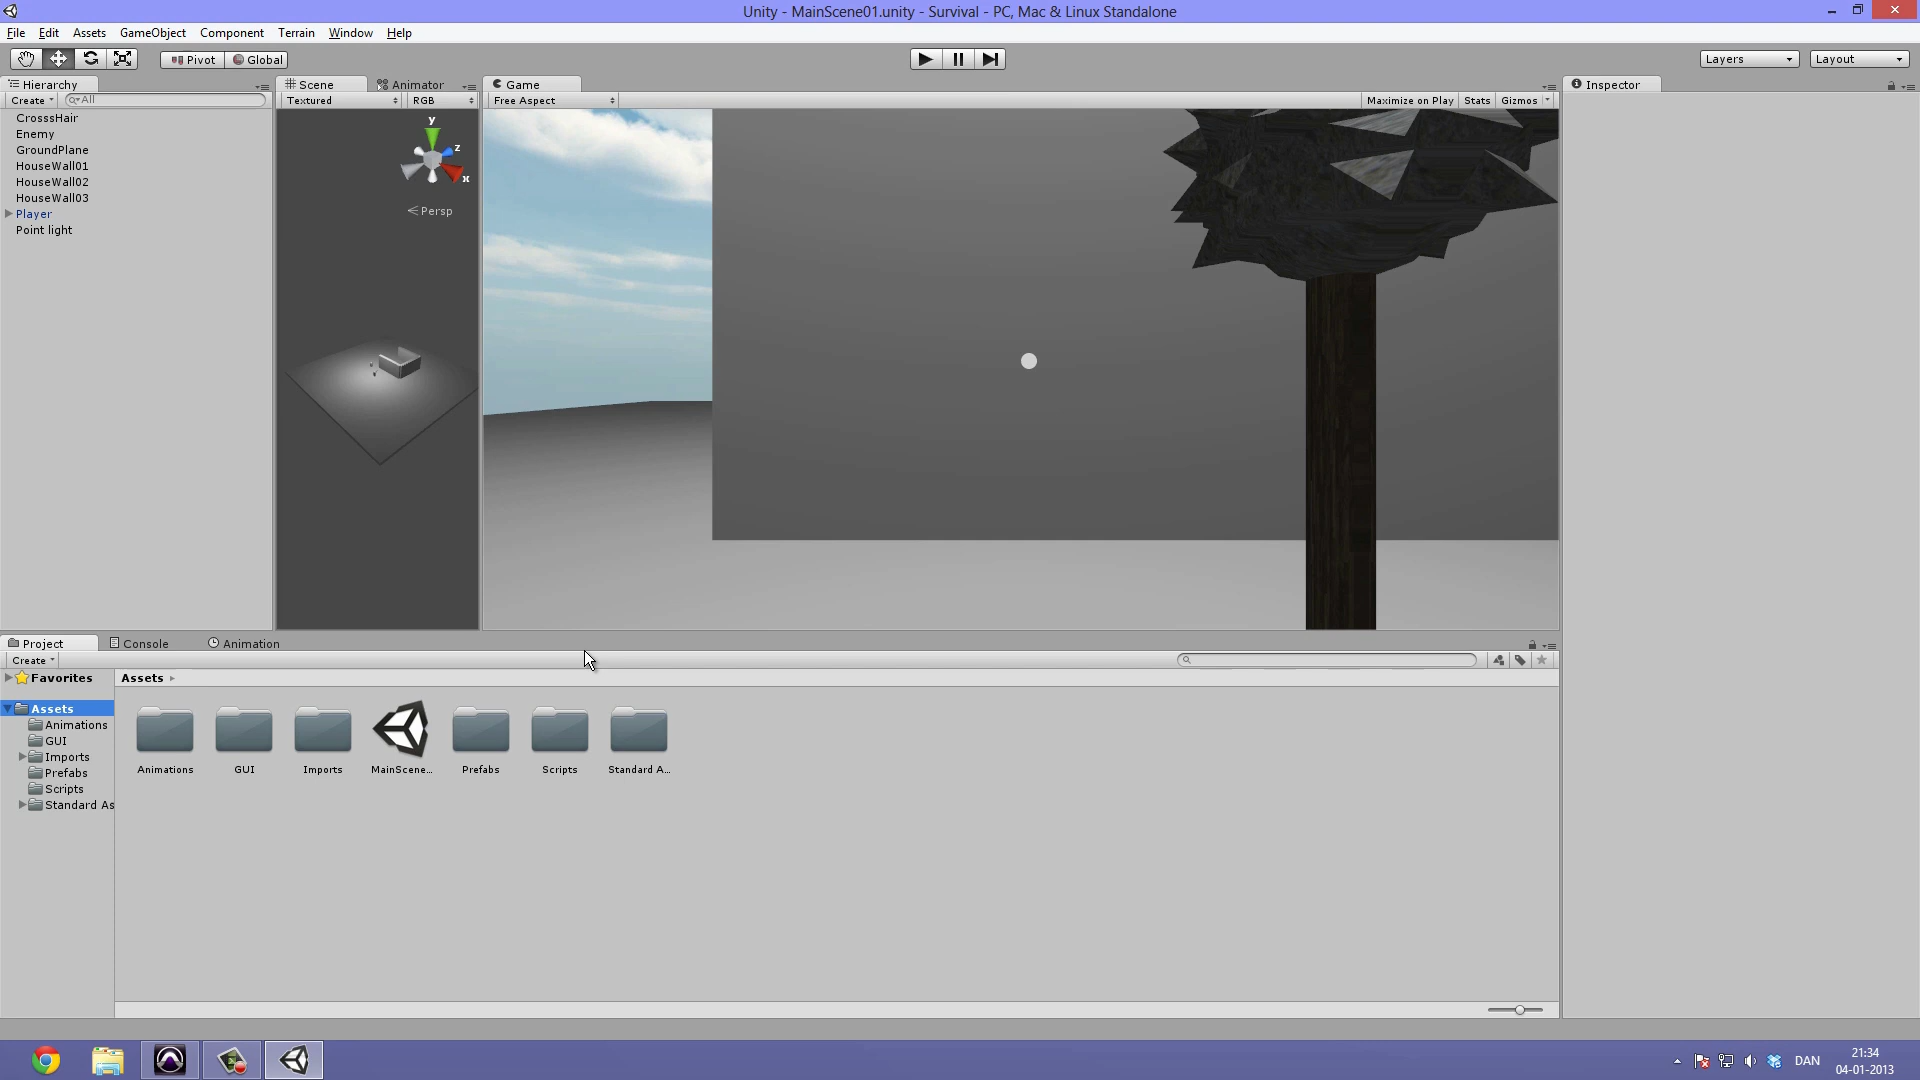 Unity - MainScene01.unity - Survival - PC, Mac & Linux Standalone
File Edit Assets GameObject Component Terrain Window Help
Pivot Global Layers Layout
Hierarchy Scene Animator Game Inspector
Create All Textured RGB Free Aspect Maximize on Play Stats Gizmos
CrosssHair
Enemy
GroundPlane
HouseWall01
HouseWall02
HouseWall03
Player
Point light
y
z
x
Persp
Project Console Animation
Create
Favorites
Assets
Assets
Animations
GUI
Imports
Prefabs
Scripts
Standard As
Animations GUI Imports MainScene... Prefabs Scripts Standard A...
DAN
21:34
04-01-2013